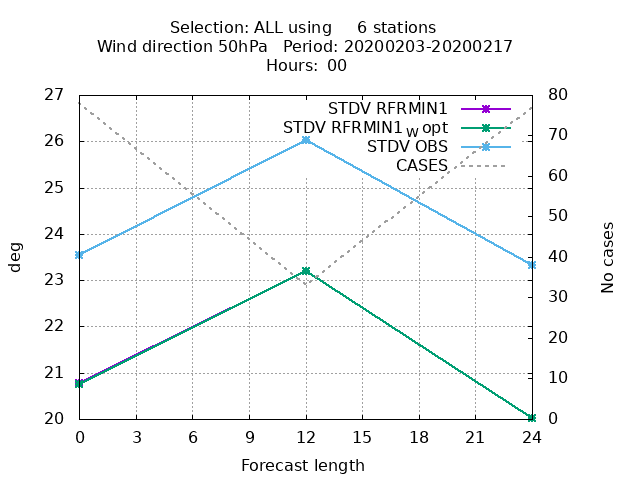 Selection: ALL using     6 stations
Wind direction 50hPa   Period: 20200203-20200217
Hours:  00
27
26
25
24
23
22
21
20
deg
80
70
60
50
40
30
20
10
0
No cases
STDV RFRMIN1
STDV RFRMIN1_wopt
STDV OBS
CASES
0 3 6 9 12 15 18 21 24
Forecast length